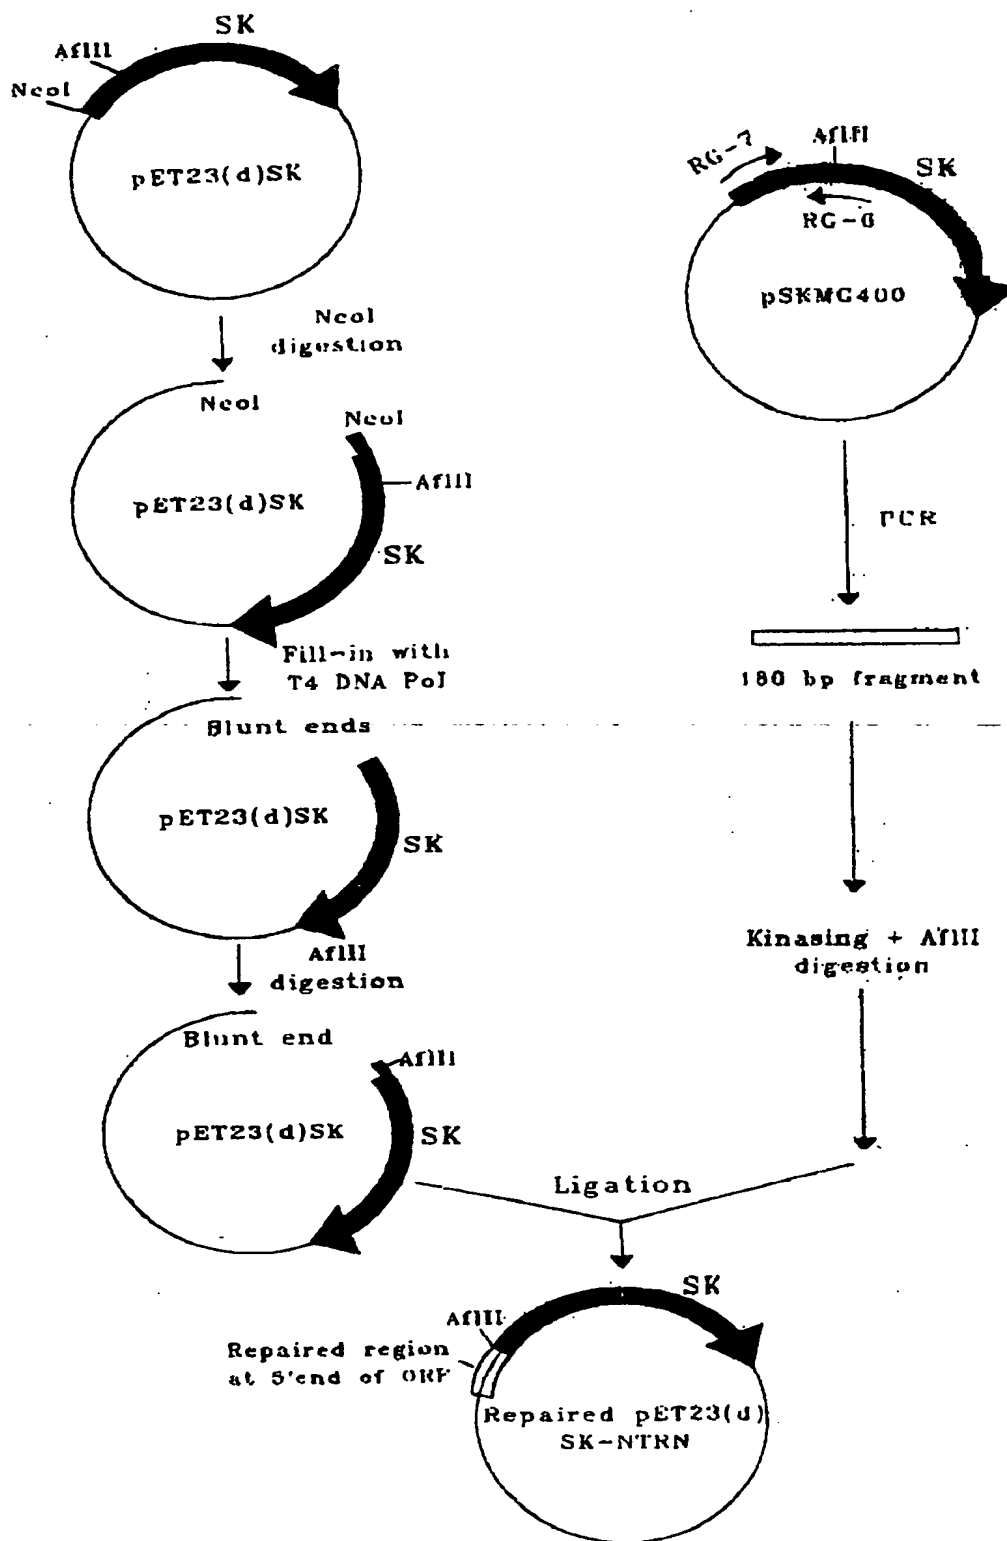 SK
AflII
NcoI
pET23(d)SK
NcoI
digestion
NcoI
NcoI
AflII
pET23(d)SK
SK
Fill-in with
T4 DNA Pol
Blunt ends
pET23(d)SK
SK
AflII
digestion
Blunt end
AflII
pET23(d)SK
SK
RG-7
AflII
SK
RG-6
pSKMG400
PCR
180 bp fragment
Kinasing + AflII
digestion
Ligation
SK
AflII
Repaired region
at 5'end of ORF
Repaired pET23(d)
SK-NTRN